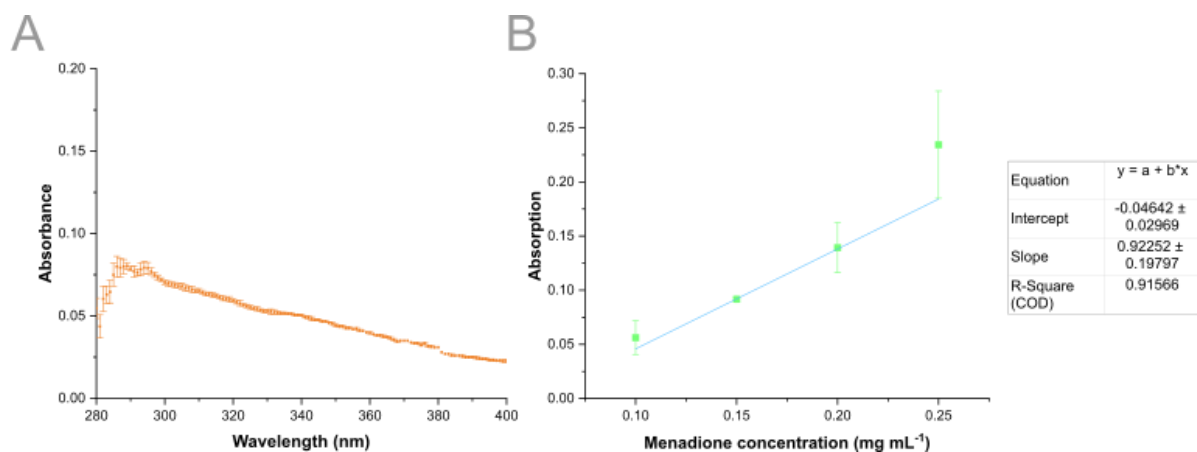 A
B
0.20
0.15
0.10
0.05
0.00
Absorbance
280
300
320
340
360
380
400
Wavelength (nm)
0.30
0.25
0.20
0.15
0.10
0.05
0.00
Absorption
0.10
0.15
0.20
0.25
Menadione concentration (mg mL⁻¹)
Equation y = a + b*x
Intercept -0.04642 ±
0.02969
Slope 0.92252 ±
0.19797
R-Square 0.91566
(COD)